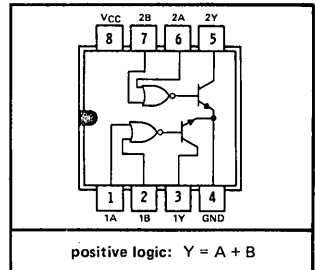 VCC 2B 2A 2Y
8 7 6 5
1 2 3 4
1A 1B 1Y GND
positive logic: Y = A + B